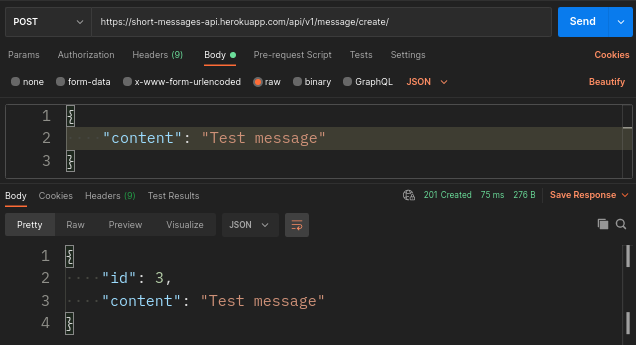 POST https://short-messages-api.herokuapp.com/api/v1/message/create/ Send
Params Authorization Headers (9) Body Pre-request Script Tests Settings Cookies
none form-data x-www-form-urlencoded raw binary GraphQL JSON Beautify
1 {
2 ····"content": "Test message"
3 }
Body Cookies Headers (9) Test Results 201 Created 75 ms 276 B Save Response
Pretty Raw Preview Visualize JSON
1 {
2 ····"id": 3,
3 ····"content": "Test message"
4 }